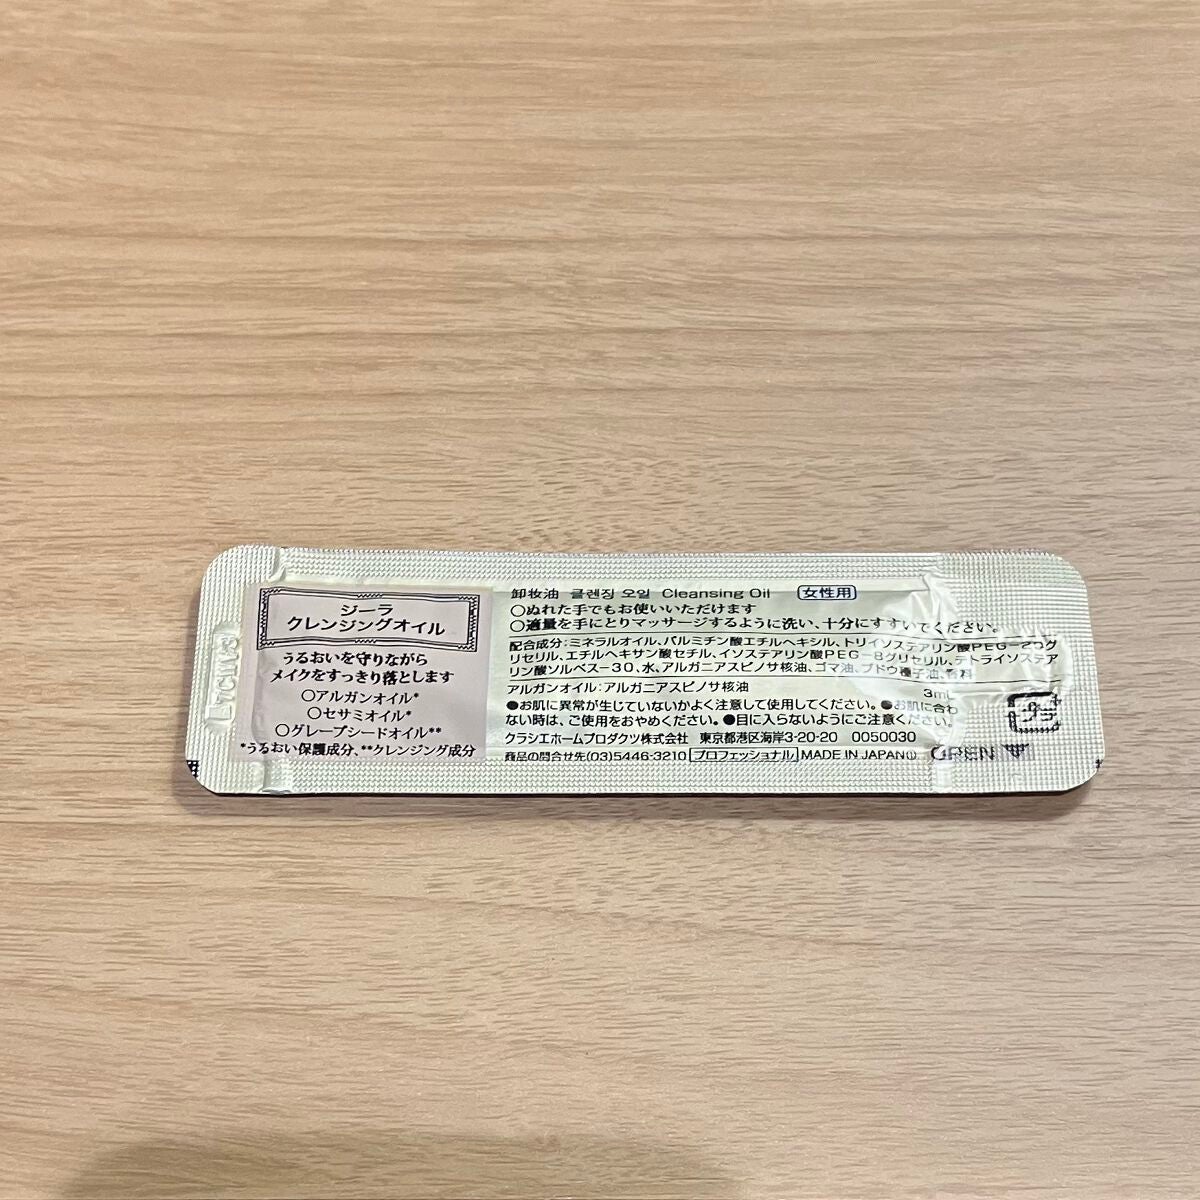 ジーラ
クレンジングオイル
うるおいを守りながら
メイクをすっきり落とします
○アルガンオイル*
○セサミオイル*
○グレープシードオイル**
*うるおい保護成分、**クレンジング成分
卸妆油 클렌징 오일 Cleansing Oil 女性用
○ぬれた手でもお使いいただけます
○適量を手にとりマッサージするように洗い、十分にすすいでください。
配合成分:ミネラルオイル、パルミチン酸エチルヘキシル、トリイソステアリン酸PEG-20グ
リセリル、エチルヘキサン酸セチル、イソステアリン酸PEG-8グリセリル、テトライソステア
リン酸ソルベス-30、水、アルガニアスピノサ核油、ゴマ油、ブドウ種子油、香料
アルガンオイル:アルガニアスピノサ核油 3mL
●お肌に異常が生じていないかよく注意して使用してください。●お肌に合わ
ない時は、ご使用をおやめください。●目に入らないようにご注意ください。
クラシエホームプロダクツ株式会社 東京都港区海岸3-20-20 0050030
商品の問合せ先(03)5446-3210 プロフェッショナル MADE IN JAPAN
プラ
OPEN